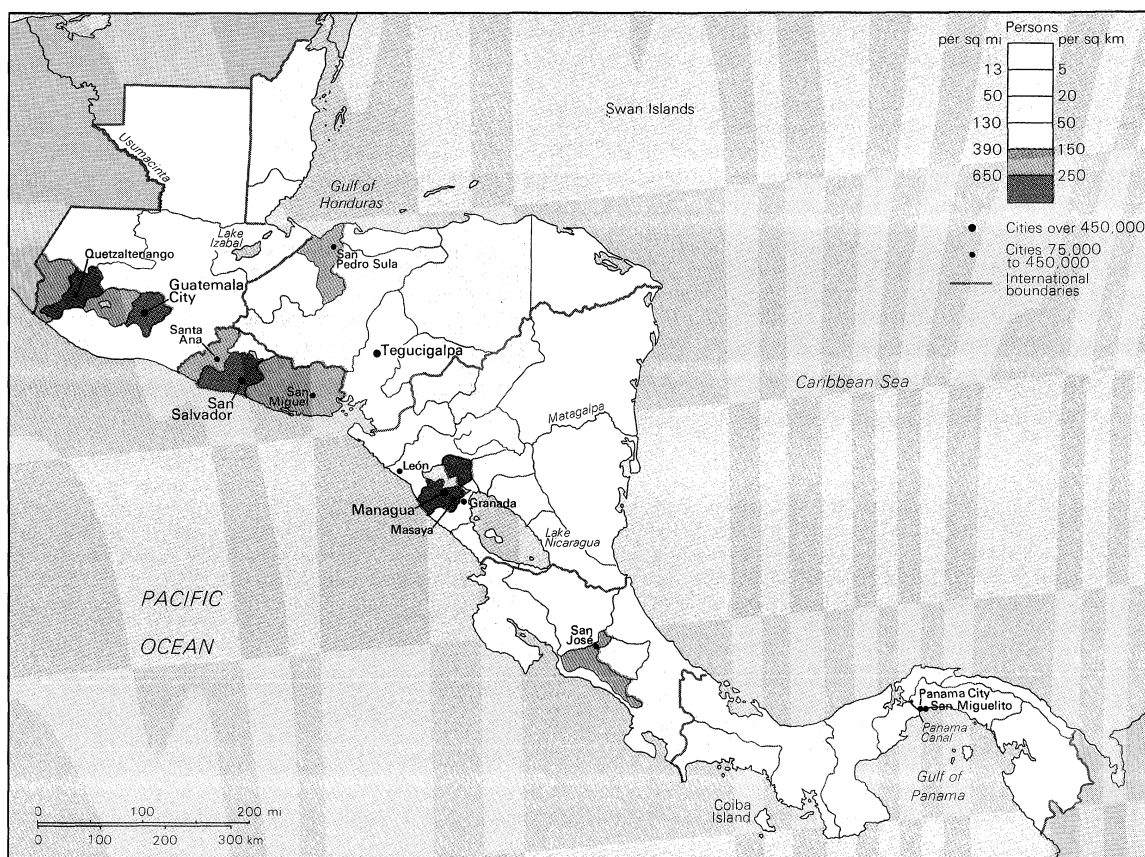 Persons
per sq mi
per sq km
13
5
50
20
130
50
390
150
650
250
Cities over 450,000
Cities 75,000
to 450,000
International
boundaries
Swan Islands
Usumacinta
Gulf of
Honduras
Lake
Izabal
San
Pedro Sula
Quetzaltenango
Guatemala
City
Santa
Ana
Tegucigalpa
San
Miguel
San
Salvador
Caribbean Sea
Matagalpa
León
Managua
Granada
Masaya
Lake
Nicaragua
PACIFIC
OCEAN
San
José
Panama City
San Miguelito
Panama
Canal
Gulf of
Panama
Coiba
Island
0 100 200 mi
0 100 200 300 km